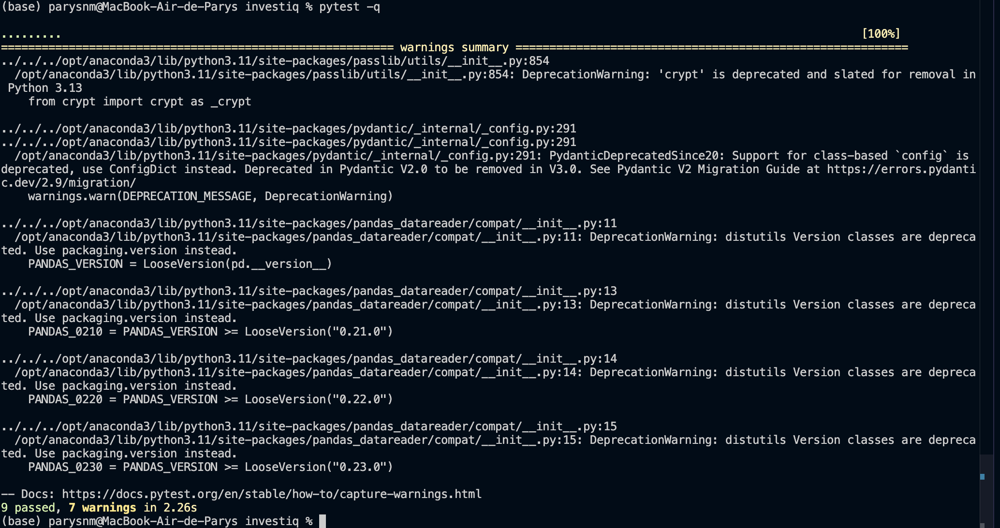 (base) parysnm@MacBook-Air-de-Parys investiq % pytest -q
......... [100%]
========================================================== warnings summary ==========================================================
../../../opt/anaconda3/lib/python3.11/site-packages/passlib/utils/__init__.py:854
  /opt/anaconda3/lib/python3.11/site-packages/passlib/utils/__init__.py:854: DeprecationWarning: 'crypt' is deprecated and slated for removal in
 Python 3.13
    from crypt import crypt as _crypt
../../../opt/anaconda3/lib/python3.11/site-packages/pydantic/_internal/_config.py:291
../../../opt/anaconda3/lib/python3.11/site-packages/pydantic/_internal/_config.py:291
  /opt/anaconda3/lib/python3.11/site-packages/pydantic/_internal/_config.py:291: PydanticDeprecatedSince20: Support for class-based `config` is
deprecated, use ConfigDict instead. Deprecated in Pydantic V2.0 to be removed in V3.0. See Pydantic V2 Migration Guide at https://errors.pydanti
c.dev/2.9/migration/
    warnings.warn(DEPRECATION_MESSAGE, DeprecationWarning)
../../../opt/anaconda3/lib/python3.11/site-packages/pandas_datareader/compat/__init__.py:11
  /opt/anaconda3/lib/python3.11/site-packages/pandas_datareader/compat/__init__.py:11: DeprecationWarning: distutils Version classes are depreca
ted. Use packaging.version instead.
    PANDAS_VERSION = LooseVersion(pd.__version__)
../../../opt/anaconda3/lib/python3.11/site-packages/pandas_datareader/compat/__init__.py:13
  /opt/anaconda3/lib/python3.11/site-packages/pandas_datareader/compat/__init__.py:13: DeprecationWarning: distutils Version classes are depreca
ted. Use packaging.version instead.
    PANDAS_0210 = PANDAS_VERSION >= LooseVersion("0.21.0")
../../../opt/anaconda3/lib/python3.11/site-packages/pandas_datareader/compat/__init__.py:14
  /opt/anaconda3/lib/python3.11/site-packages/pandas_datareader/compat/__init__.py:14: DeprecationWarning: distutils Version classes are depreca
ted. Use packaging.version instead.
    PANDAS_0220 = PANDAS_VERSION >= LooseVersion("0.22.0")
../../../opt/anaconda3/lib/python3.11/site-packages/pandas_datareader/compat/__init__.py:15
  /opt/anaconda3/lib/python3.11/site-packages/pandas_datareader/compat/__init__.py:15: DeprecationWarning: distutils Version classes are depreca
ted. Use packaging.version instead.
    PANDAS_0230 = PANDAS_VERSION >= LooseVersion("0.23.0")
-- Docs: https://docs.pytest.org/en/stable/how-to/capture-warnings.html
9 passed, 7 warnings in 2.26s
(base) parysnm@MacBook-Air-de-Parys investiq %